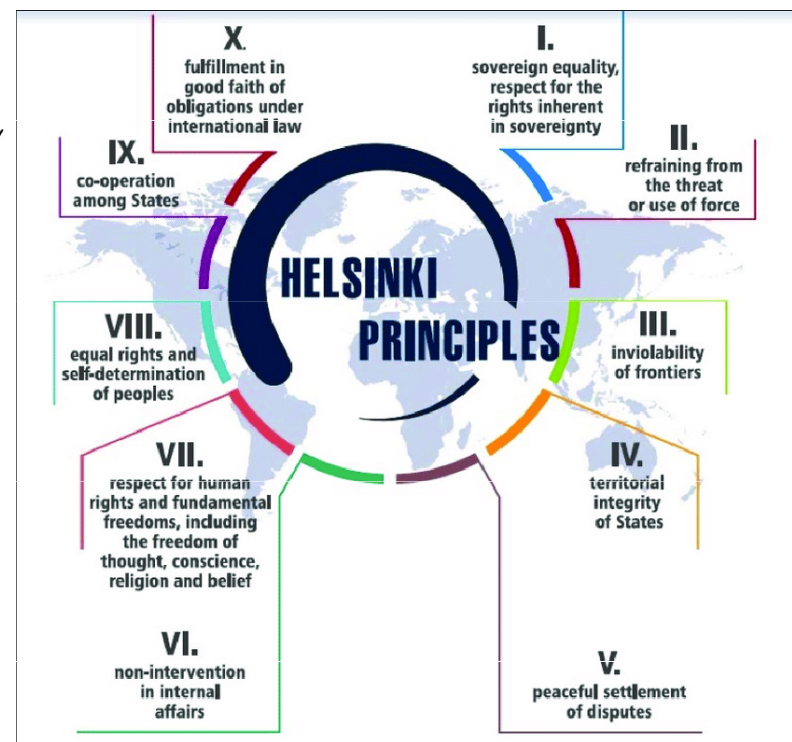 HELSINKI
PRINCIPLES
I.
sovereign equality,
respect for the
rights inherent
in sovereignty
II.
refraining from
the threat
or use of force
III.
inviolability
of frontiers
IV.
territorial
integrity
of States
V.
peaceful settlement
of disputes
VI.
non-intervention
in internal
affairs
VII.
respect for human
rights and fundamental
freedoms, including
the freedom of
thought, conscience,
religion and belief
VIII.
equal rights and
self-determination
of peoples
IX.
co-operation
among States
X.
fulfillment in
good faith of
obligations under
international law